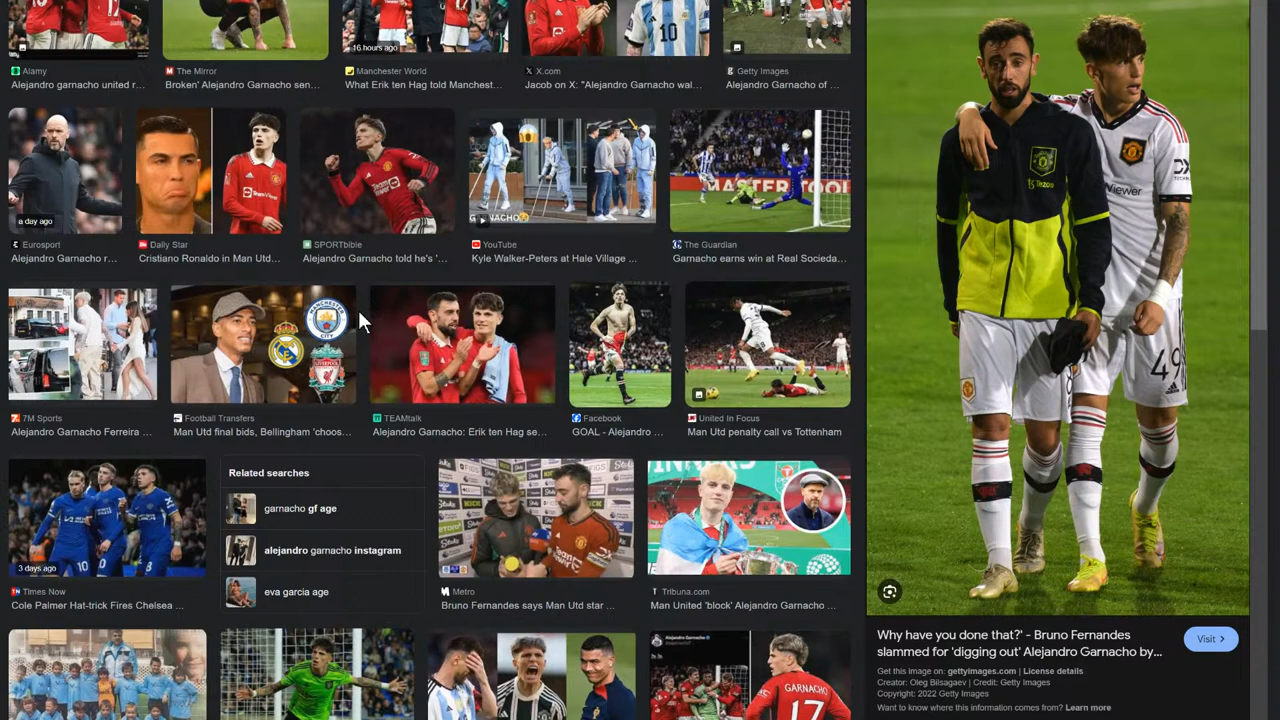 16 hours ago
Alamy
Alejandro garnacho united r...
The Mirror
Broken' Alejandro Garnacho sen...
Manchester World
What Erik ten Hag told Manchest...
X.com
Jacob on X: "Alejandro Garnacho wal...
Getty Images
Alejandro Garnacho of ...
10
a day ago
Eurosport
Alejandro Garnacho r...
Daily Star
Cristiano Ronaldo in Man Utd...
SPORTbible
Alejandro Garnacho told he's '...
YouTube
Kyle Walker-Peters at Hale Village ...
The Guardian
Garnacho earns win at Real Socieda...
7M Sports
Alejandro Garnacho Ferreira ...
Football Transfers
Man Utd final bids, Bellingham 'choos...
TEAMtalk
Alejandro Garnacho: Erik ten Hag se...
Facebook
GOAL - Alejandro ...
United In Focus
Man Utd penalty call vs Tottenham
3 days ago
Times Now
Cole Palmer Hat-trick Fires Chelsea ...
Related searches
garnacho gf age
alejandro garnacho instagram
eva garcia age
Metro
Bruno Fernandes says Man Utd star ...
Tribuna.com
Man United 'block' Alejandro Garnacho ...
Alejandro Garnacho
GARNACHO
17
Tezos
Viewer
49
Why have you done that?' - Bruno Fernandes
slammed for 'digging out' Alejandro Garnacho by...
Visit
Get this image on: gettyimages.com | License details
Creator: Oleg Bilsagaev | Credit: Getty Images
Copyright: 2022 Getty Images
Want to know where this information comes from? Learn more